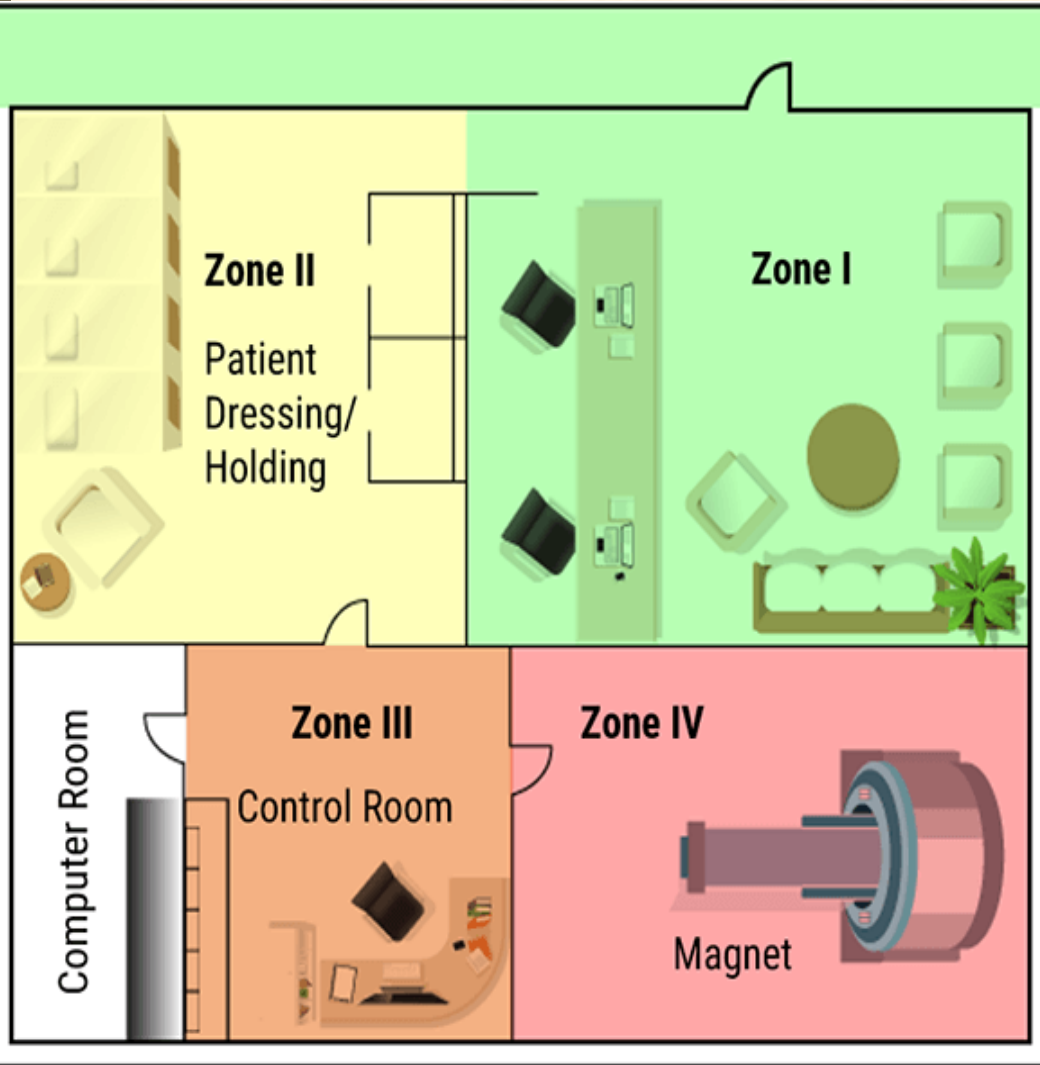 Zone II
Patient
Dressing/
Holding
Zone I
Computer Room
Zone III
Control Room
Zone IV
Magnet